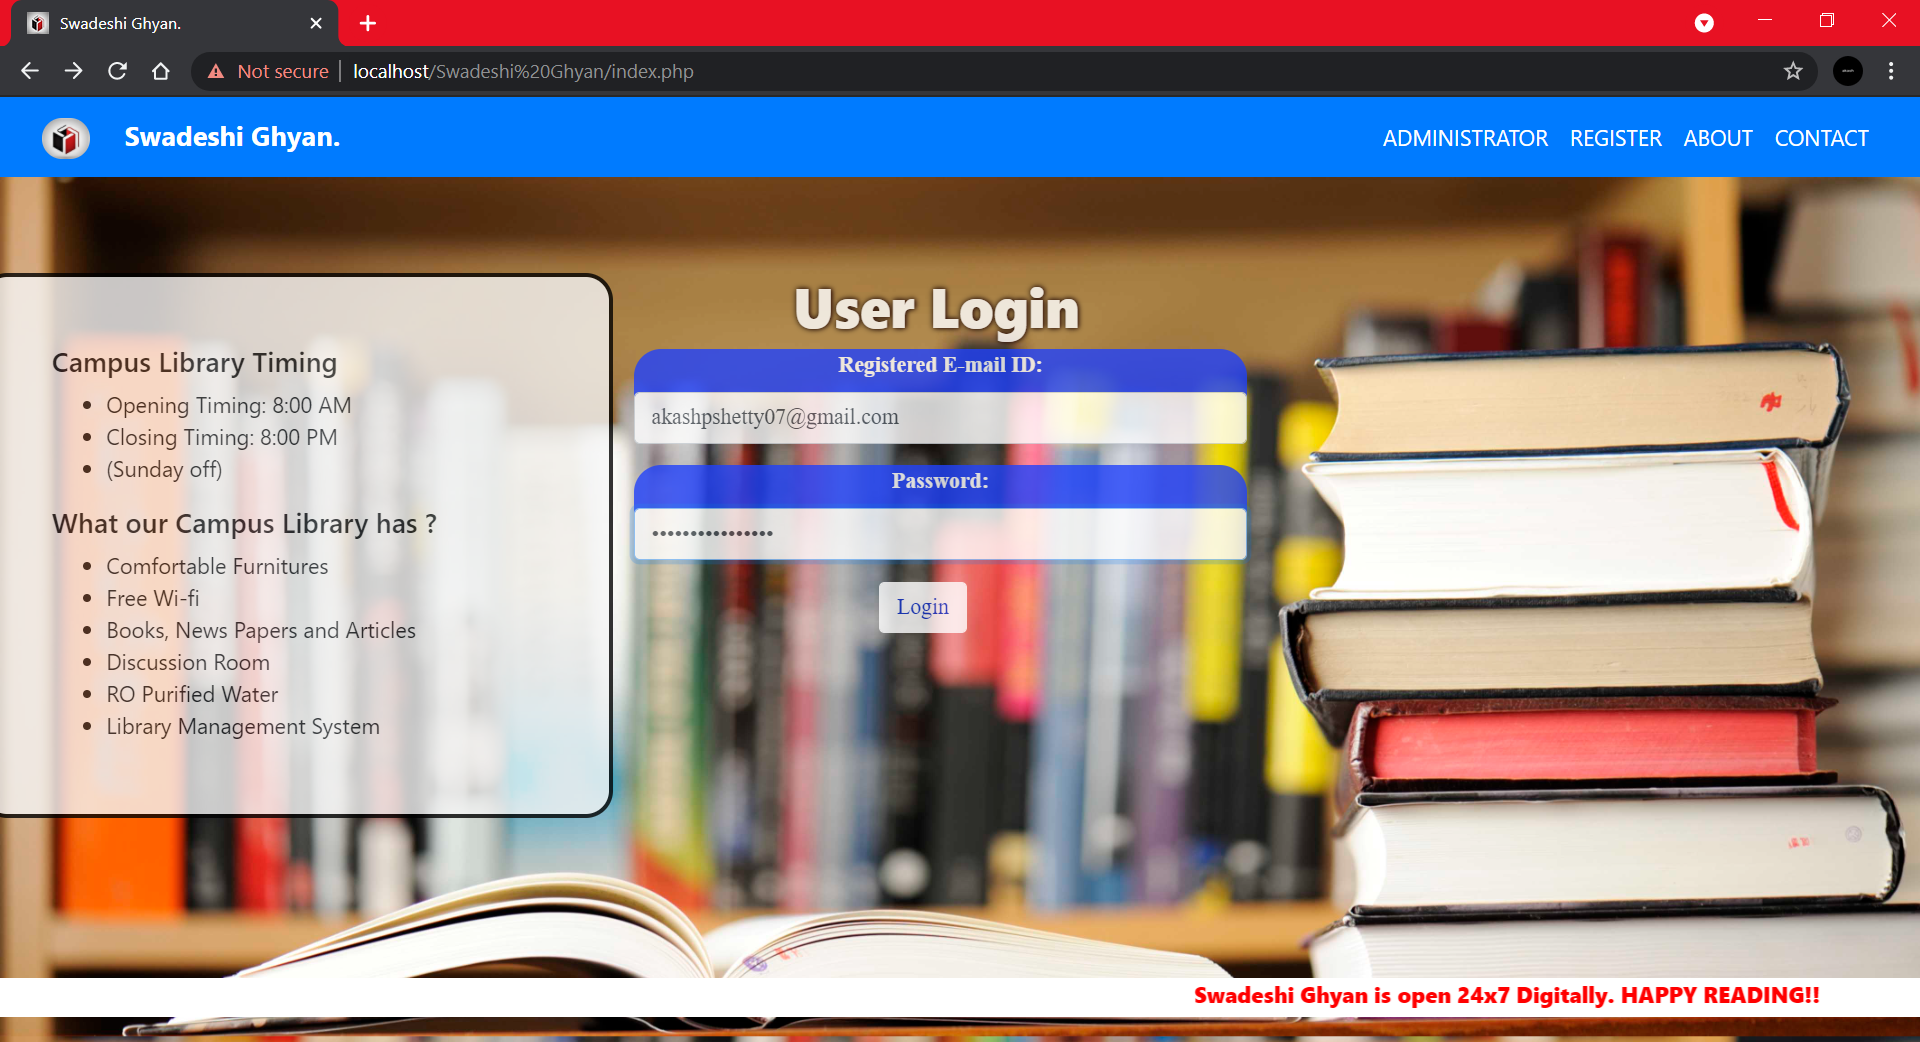 Swadeshi Ghyan.
Not secure localhost/Swadeshi%20Ghyan/index.php
Swadeshi Ghyan.
ADMINISTRATOR REGISTER ABOUT CONTACT
Campus Library Timing
• Opening Timing: 8:00 AM
• Closing Timing: 8:00 PM
• (Sunday off)
What our Campus Library has ?
• Comfortable Furnitures
• Free Wi-fi
• Books, News Papers and Articles
• Discussion Room
• RO Purified Water
• Library Management System
User Login
Registered E-mail ID:
akashpshetty07@gmail.com
Password:
••••••••••••••••
Login
Swadeshi Ghyan is open 24x7 Digitally. HAPPY READING!!